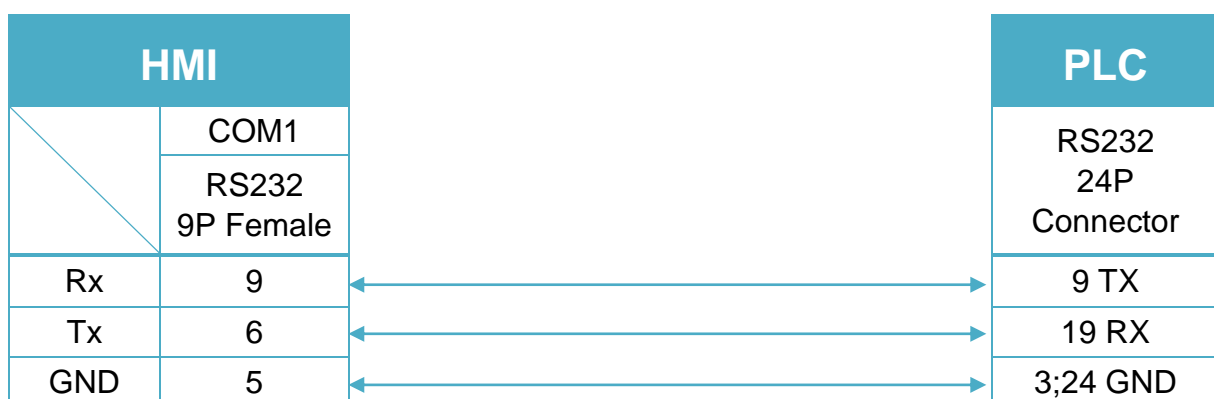 HMI
PLC
COM1
RS232
9P Female
RS232
24P
Connector
Rx 9 9 TX
Tx 6 19 RX
GND 5 3;24 GND